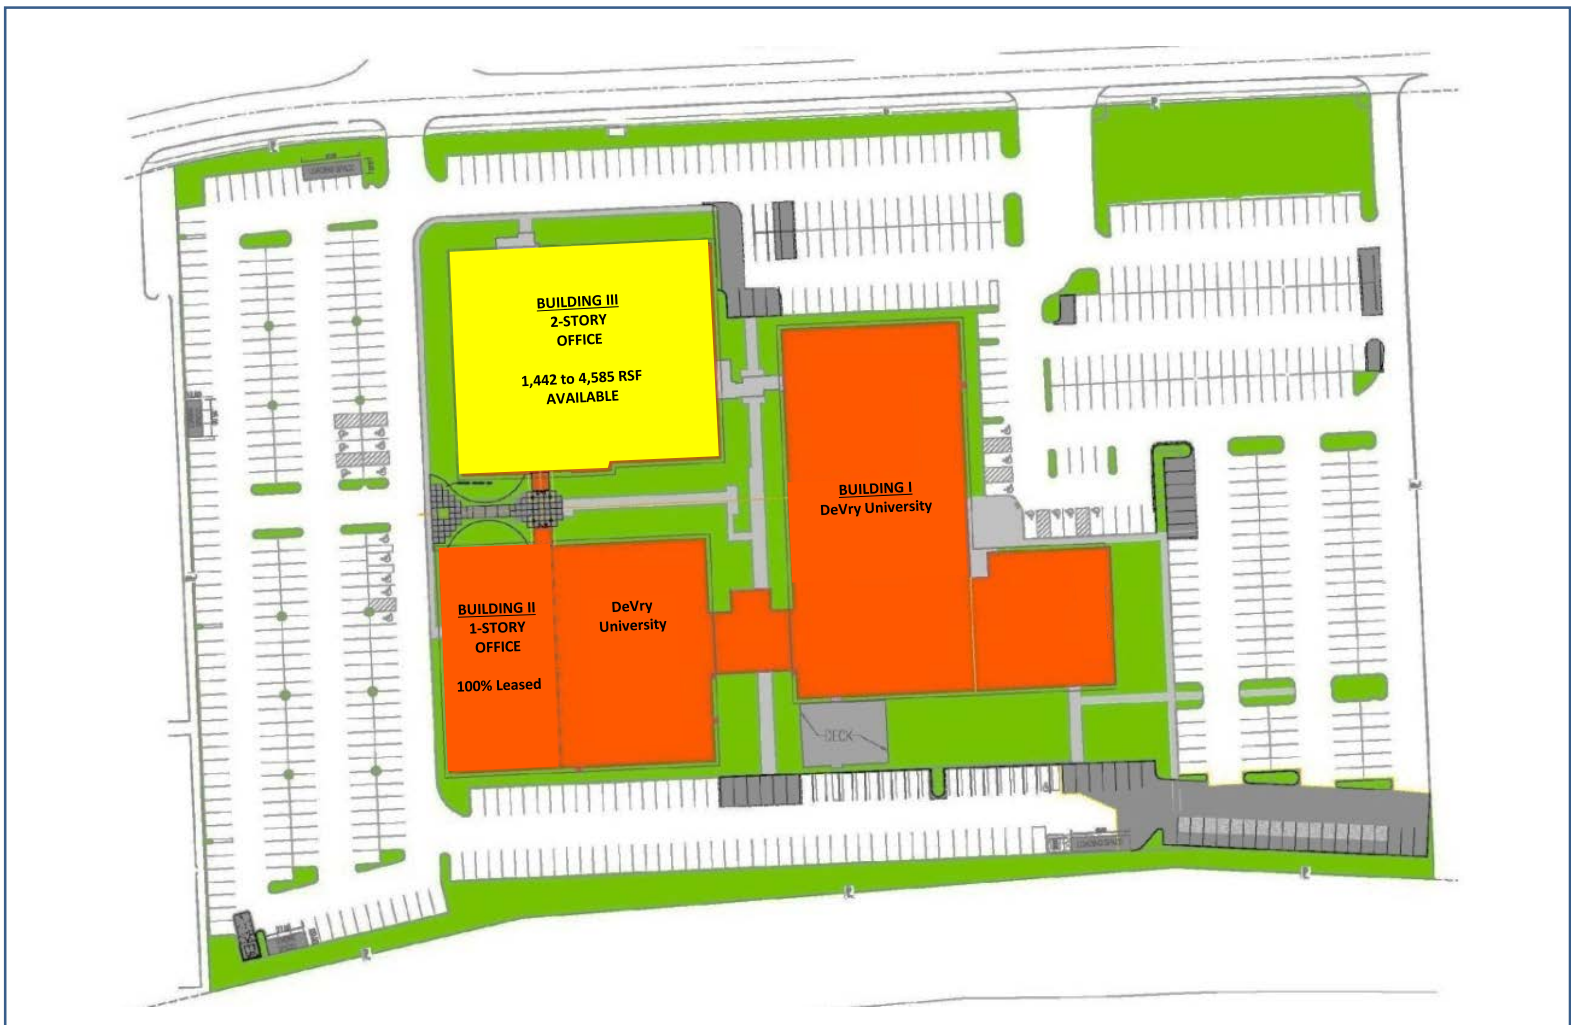 BUILDING III
2-STORY
OFFICE
1,442 to 4,585 RSF
AVAILABLE
BUILDING I
DeVry University
BUILDING II
1-STORY
OFFICE
100% Leased
DeVry
University
DECK